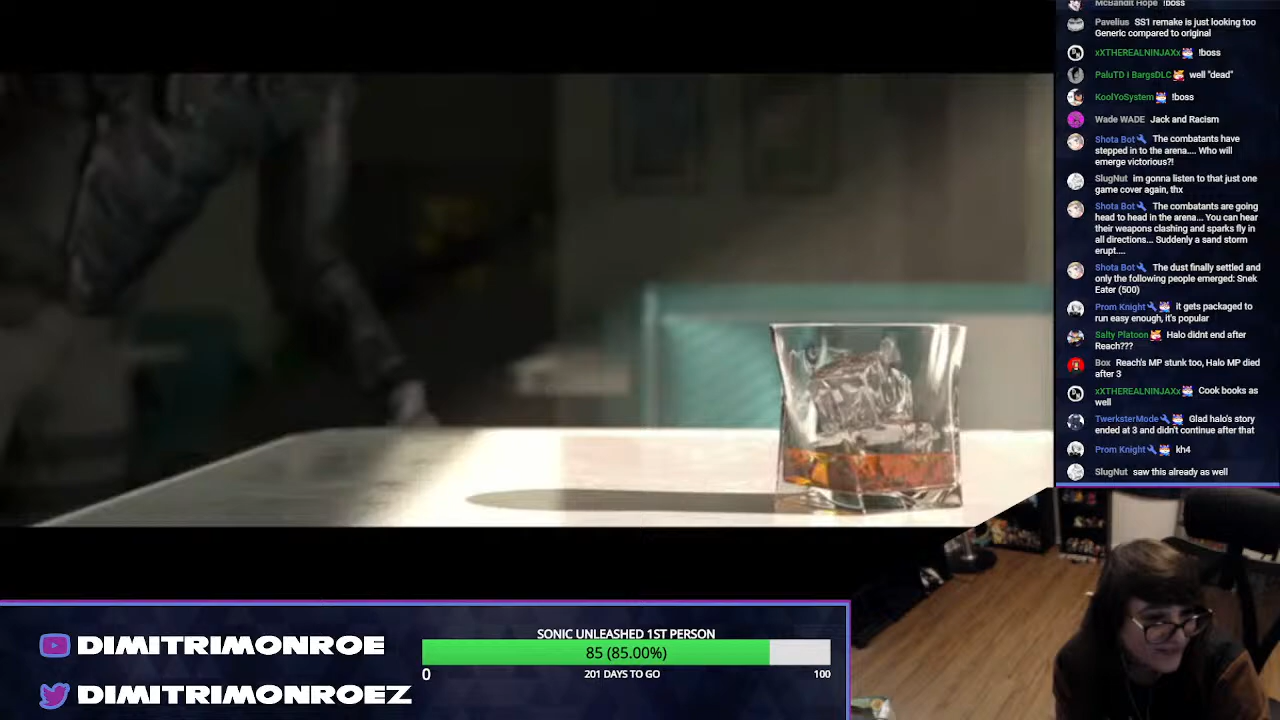 McBandit Hope !boss
Pavelius SS1 remake is just looking too
Generic compared to original
xXTHEREALNINJAXx !boss
PaluTD I BargsDLC well "dead"
KoolYoSystem !boss
Wade WADE Jack and Racism
Shota Bot The combatants have
stepped in to the arena.... Who will
emerge victorious?!
SlugNut im gonna listen to that just one
game cover again, thx
Shota Bot The combatants are going
head to head in the arena... You can hear
their weapons clashing and sparks fly in
all directions... Suddenly a sand storm
erupt....
Shota Bot The dust finally settled and
only the following people emerged: Snek
Eater (500)
Prom Knight it gets packaged to
run easy enough, it's popular
Salty Platoon Halo didnt end after
Reach???
Box Reach's MP stunk too, Halo MP died
after 3
xXTHEREALNINJAXx Cook books as
well
TwerksterMode Glad halo's story
ended at 3 and didn't continue after that
Prom Knight kh4
SlugNut saw this already as well
DIMITRIMONROE
DIMITRIMONROEZ
SONIC UNLEASHED 1ST PERSON
85 (85.00%)
0 201 DAYS TO GO 100